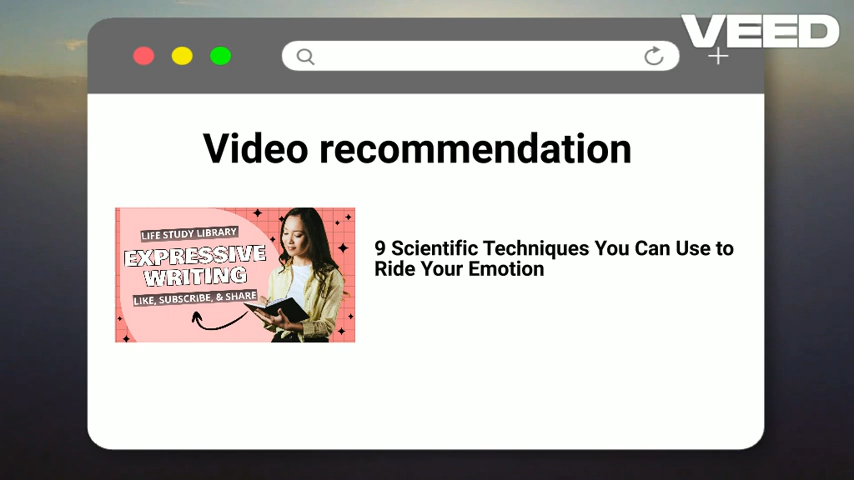 VEED
Video recommendation
LIFE STUDY LIBRARY
EXPRESSIVE
WRITING
LIKE, SUBSCRIBE, & SHARE
9 Scientific Techniques You Can Use to
Ride Your Emotion